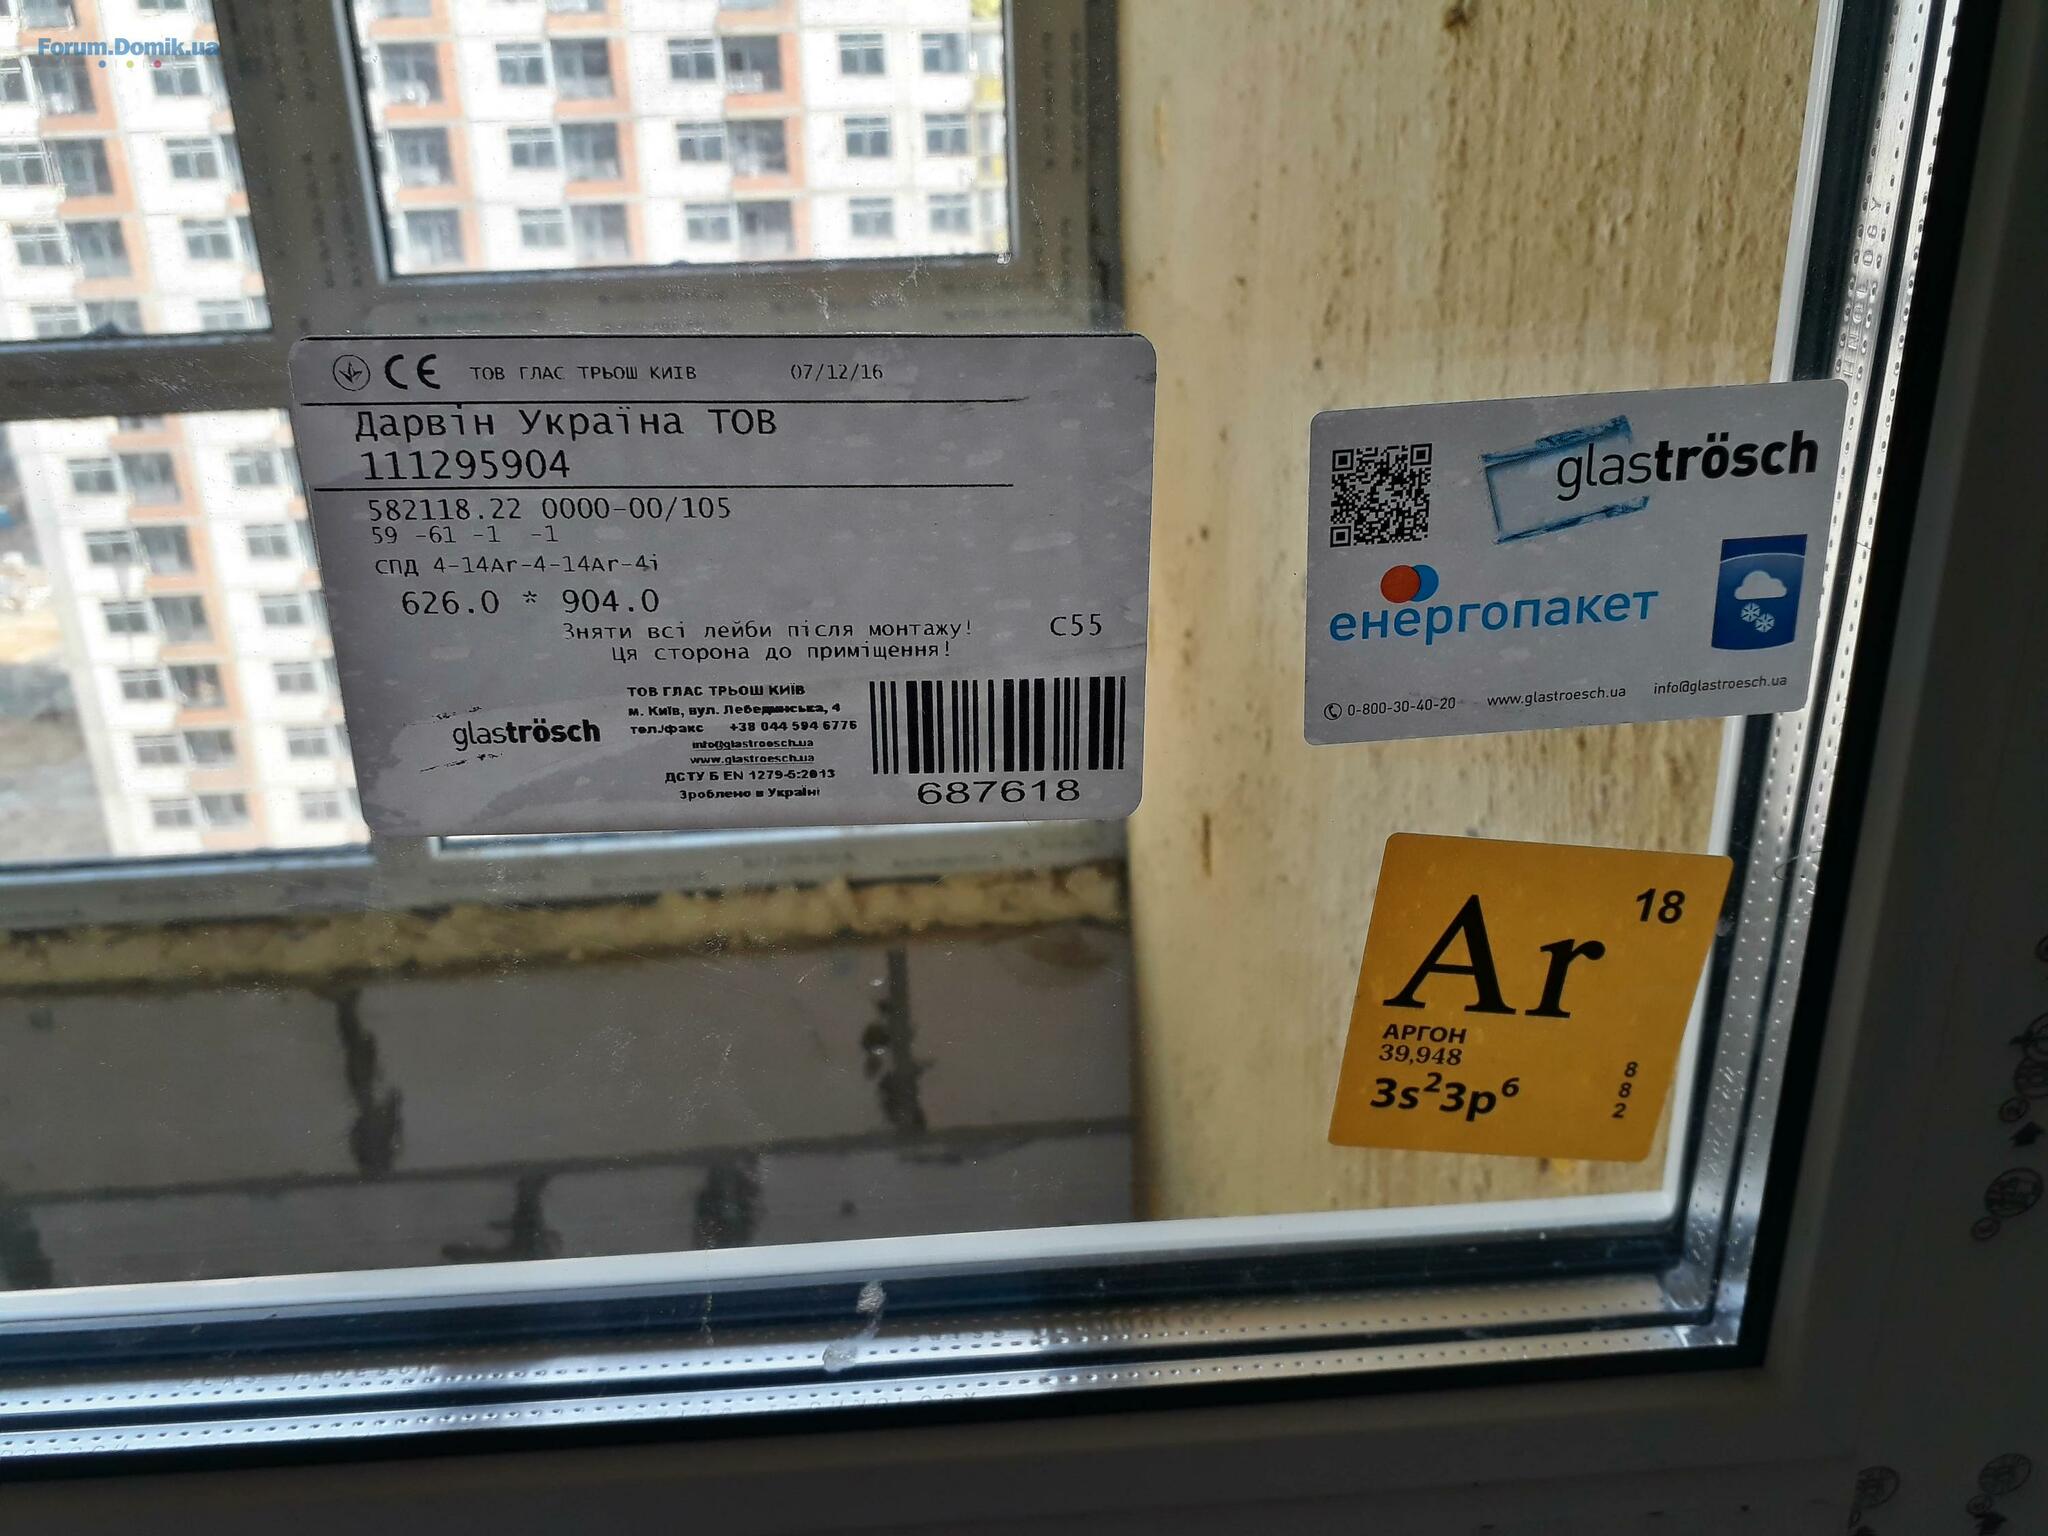 Forum.Domik.ua
CE ТОВ ГЛАС ТРЬОШ КИЇВ 07/12/16
Дарвін Україна ТОВ
111295904
582118.22 0000-00/105
59 -61 -1 -1
СПД 4-14Ar-4-14Ar-4i
626.0 * 904.0
Зняти всі лейби після монтажу! C55
Ця сторона до приміщення!
ТОВ ГЛАС ТРЬОШ КИЇВ
м. Київ, вул. Лебединська, 4
тел./факс +38 044 594 6776
info@glastroesch.ua
www.glastroesch.ua
ДСТУ Б EN 1279-5:2013
Зроблено в Україні
glaströsch
687618
glaströsch
енергопакет
0-800-30-40-20 www.glastroesch.ua info@glastroesch.ua
18
Ar
АРГОН
39,948
3s²3p⁶
8
8
2